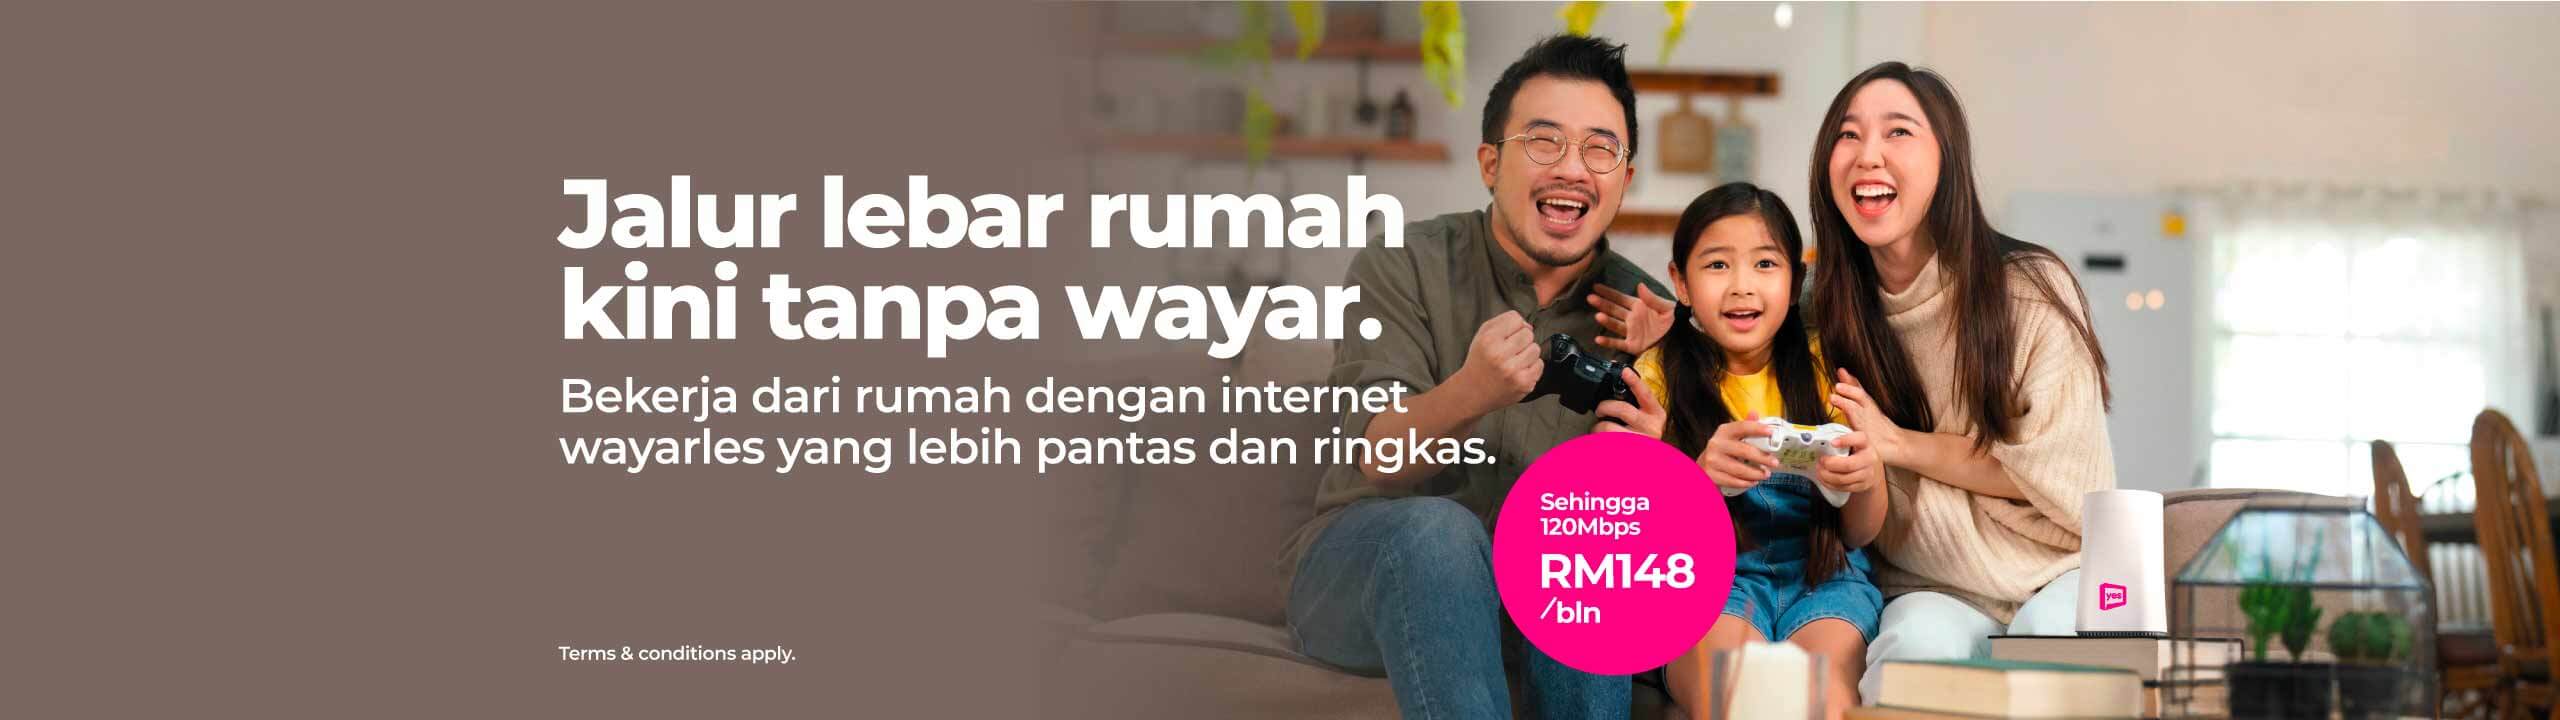 Jalur lebar rumah
kini tanpa wayar.
Bekerja dari rumah dengan internet
wayarles yang lebih pantas dan ringkas.
Sehingga
120Mbps
RM148
/bln
yes
Terms & conditions apply.